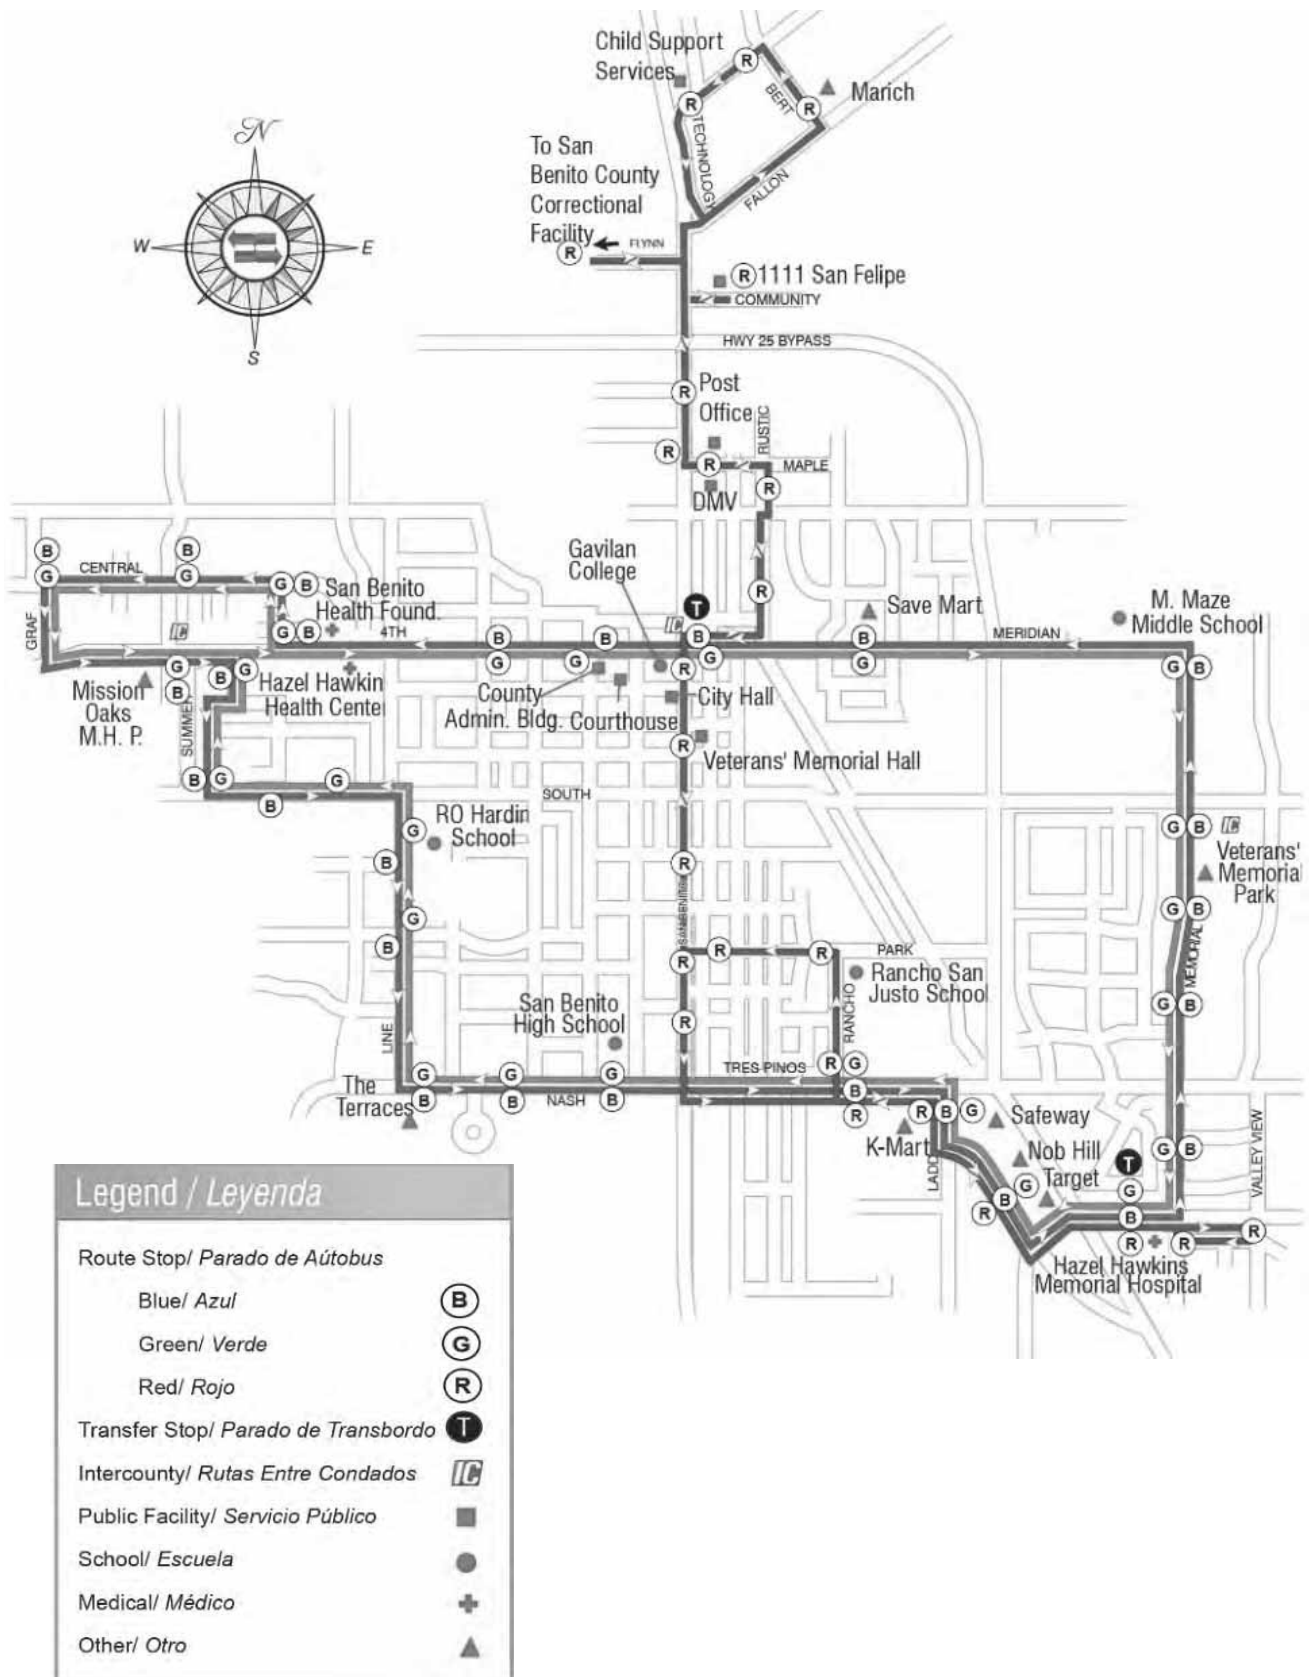 Child Support
Services
BERT
Marich
TECHNOLOGY
FALLON
N
W
E
S
To San
Benito County
Correctional
Facility
FLYNN
R
R
R
R
R 1111 San Felipe
COMMUNITY
HWY 25 BYPASS
R
Post
Office
RUSTIC
R
R
MAPLE
DMV
R
Gavilan
College
T
R
IC
Save Mart
M. Maze
Middle School
MERIDIAN
B
B
CENTRAL
G
G
G B
San Benito
Health Found.
GRAF
IC
G B
4TH
B
B
B
B
G
G
G
G
G B
R
Mission
Oaks
M.H. P.
G
B
B
G
Hazel Hawkin
Health Center
County
Admin. Bldg.
Courthouse
City Hall
SUMMER
R
Veterans' Memorial Hall
B G
G
B
SOUTH
RO Hardin
School
G
B
G
B
R
SAN BENITO
G B
IC
Veterans'
Memorial
Park
G B
MEMORIAL
G B
R
R
R
PARK
Rancho San
Justo School
RANCHO
R
San Benito
High School
LINE
TRES PINOS
R G
B
R
The
Terraces
G
G
G
B
B
B
NASH
K-Mart
R B G
Safeway
LADD
Nob Hill
Target
G
B
R
T
G B
G
B
R
R
R
VALLEY VIEW
Hazel Hawkins
Memorial Hospital
Legend / Leyenda
Route Stop/ Parado de Aútobus
Blue/ Azul B
Green/ Verde G
Red/ Rojo R
Transfer Stop/ Parado de Transbordo T
Intercounty/ Rutas Entre Condados IC
Public Facility/ Servicio Público
School/ Escuela
Medical/ Médico
Other/ Otro